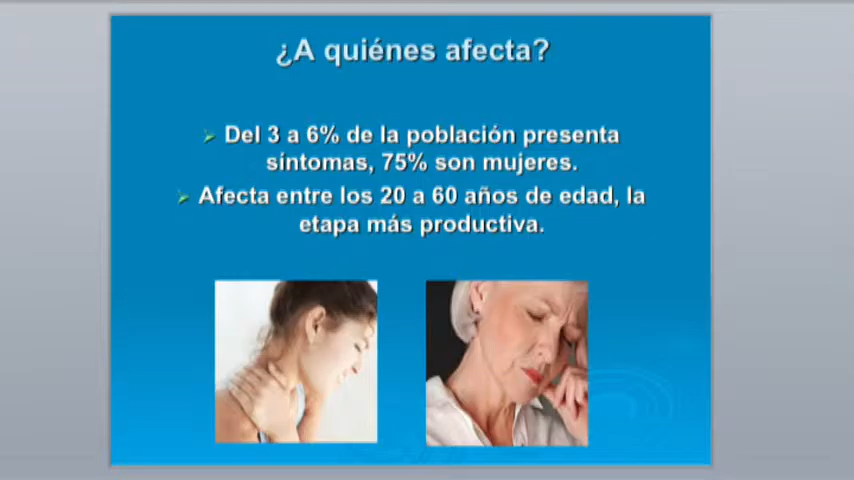 ¿A quiénes afecta?
Del 3 a 6% de la población presenta
síntomas, 75% son mujeres.
Afecta entre los 20 a 60 años de edad, la
etapa más productiva.